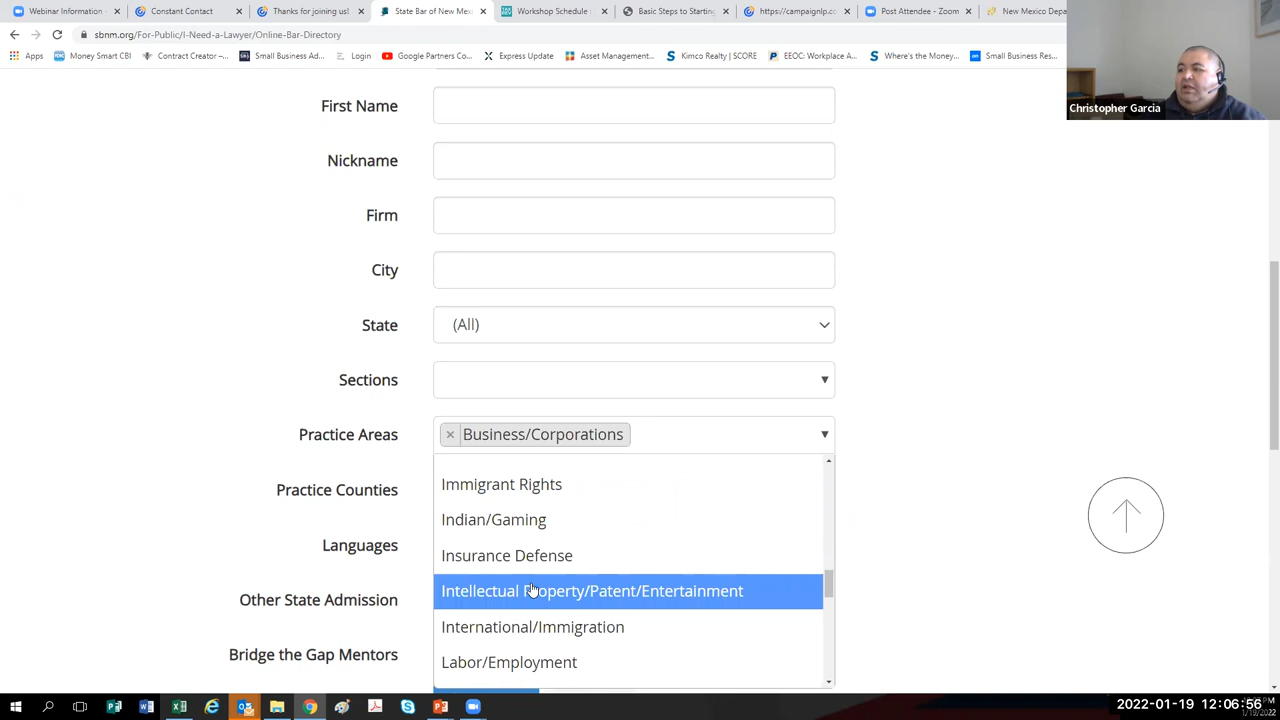 Webinar Information -
Constant Contact
Thanks for joining us!
State Bar of New Mex
Workshop Schedule
Basic Steps to Starting
https://campaignlp.co
Post Attendee - Zoom
New Mexico Depa
sbnm.org/For-Public/I-Need-a-Lawyer/Online-Bar-Directory
Apps
Money Smart CBI
Contract Creator –...
Small Business Ad...
Login
Google Forms: Free...
Express Update
Asset Management...
Kimco Realty | SCORE
EEOC: Workplace A...
Where's the Money...
Small Business Res...
Christopher Garcia
First Name
Nickname
Firm
City
State
(All)
Sections
Practice Areas
× Business/Corporations
Immigrant Rights
Practice Counties
Indian/Gaming
Languages
Insurance Defense
Intellectual Property/Patent/Entertainment
Other State Admission
International/Immigration
Bridge the Gap Mentors
Labor/Employment
2022-01-19 12:06:56